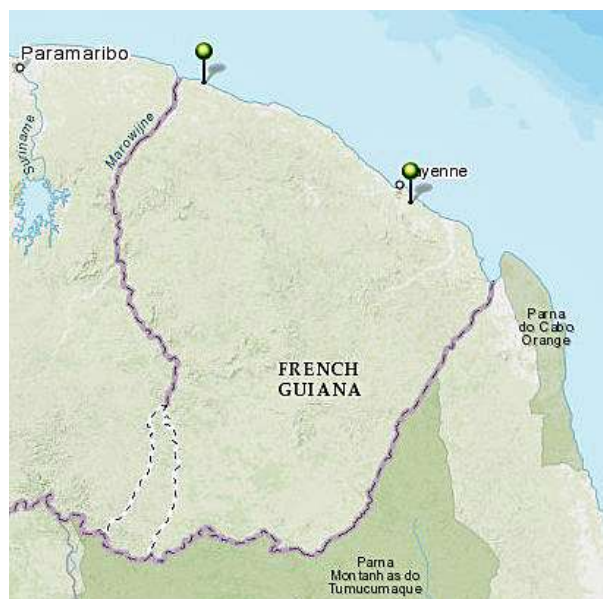 Paramaribo
Suriname
Marowijne
ayenne
FRENCH
GUIANA
Parna
do Cabo
Orange
Parna
Montanhas do
Tumucumaque